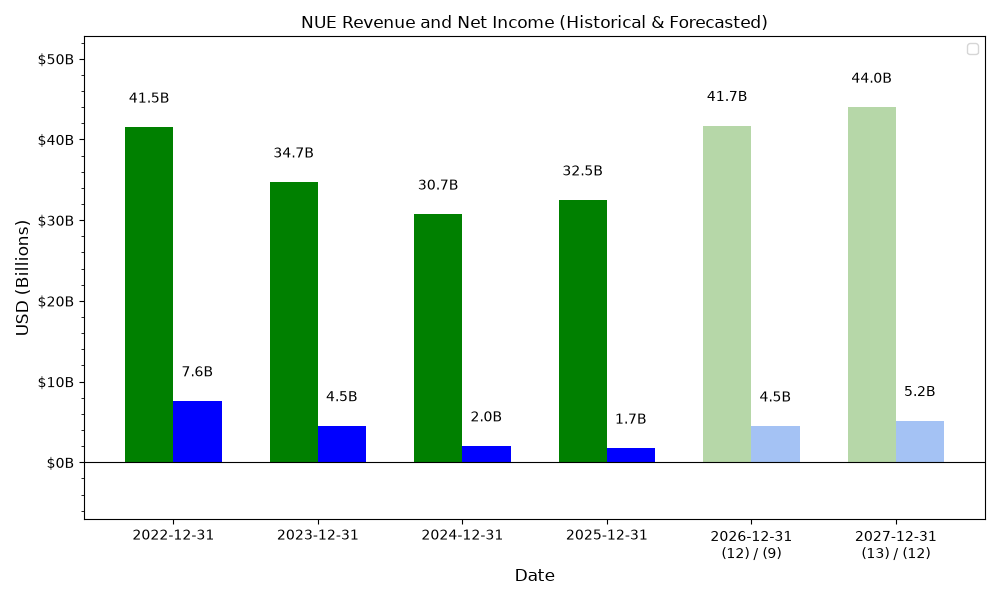 NUE Revenue and Net Income (Historical & Forecasted)
$50B
$40B
$30B
$20B
$10B
$0B
USD (Billions)
41.5B
7.6B
34.7B
4.5B
30.7B
2.0B
32.5B
1.7B
41.7B
4.5B
44.0B
5.2B
2022-12-31
2023-12-31
2024-12-31
2025-12-31
2026-12-31
(12) / (9)
2027-12-31
(13) / (12)
Date